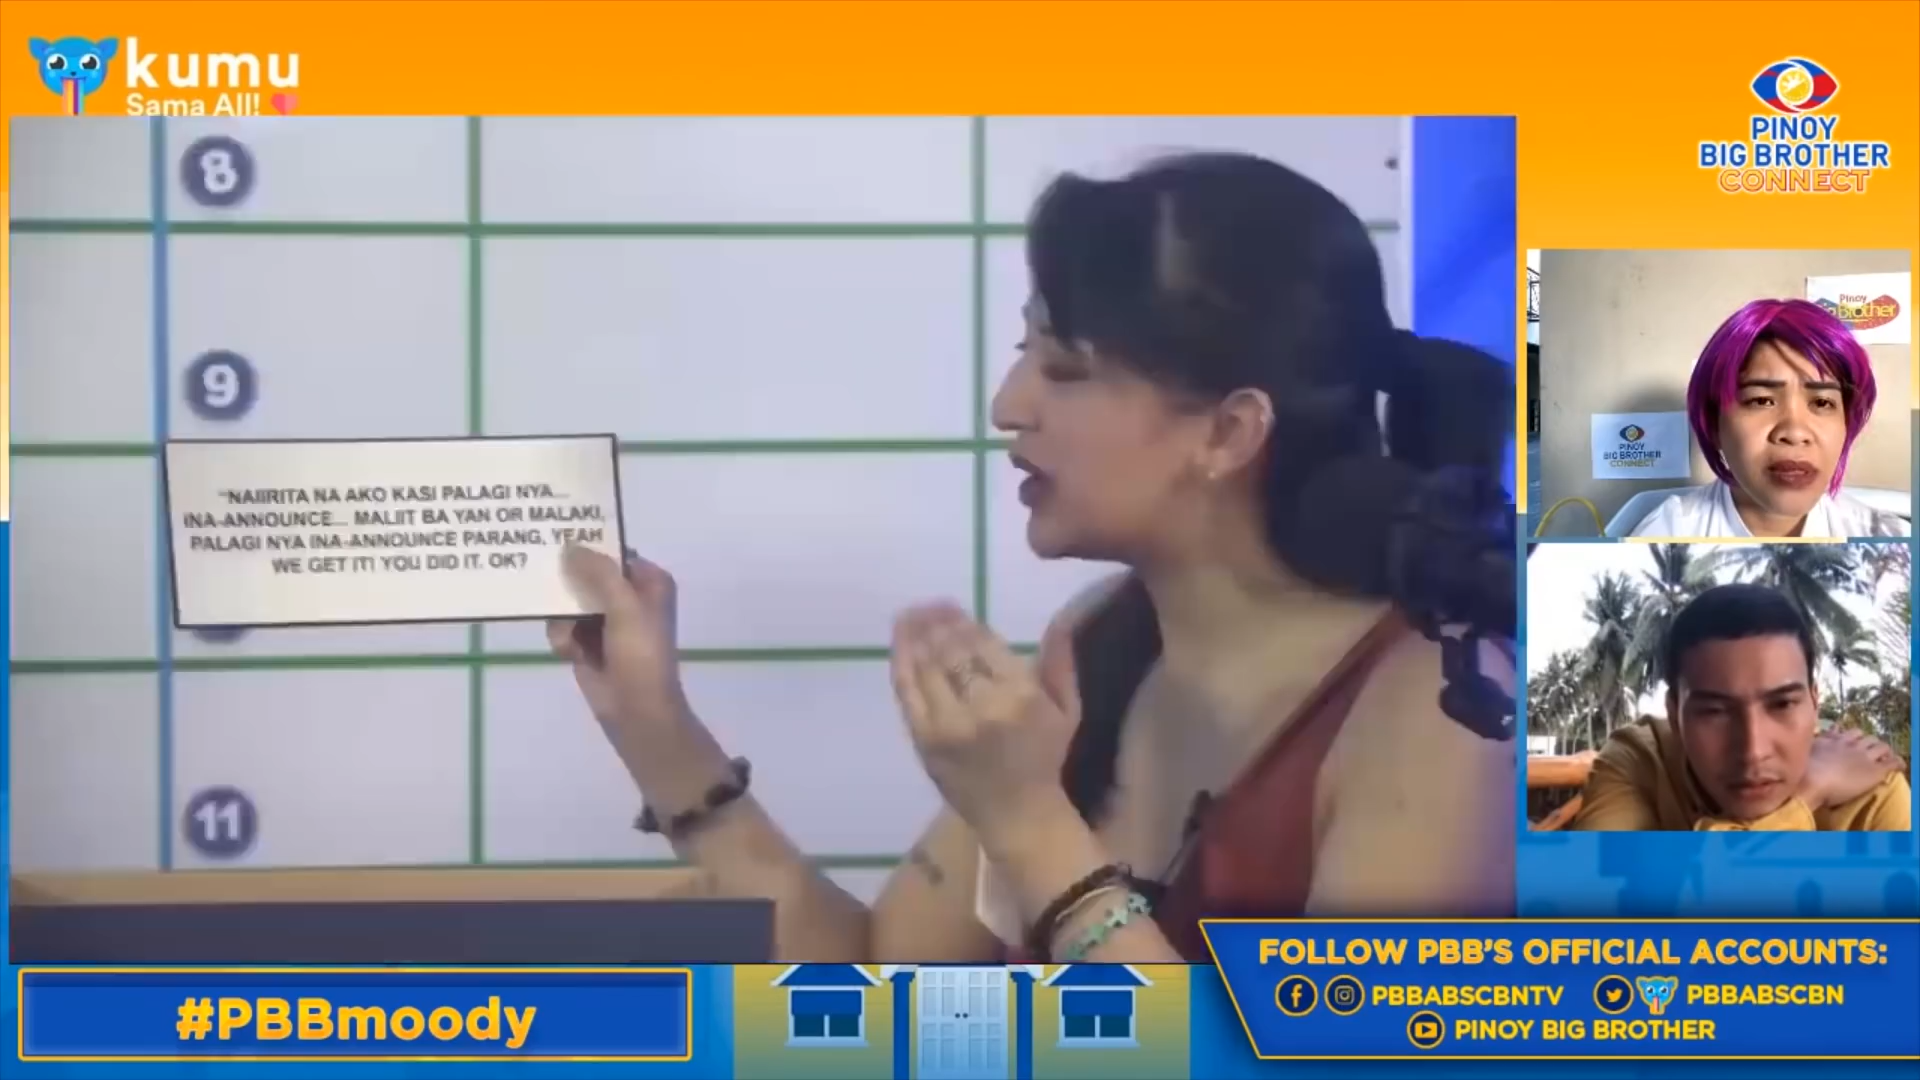 kumu
Sama All!
PINOY
BIG BROTHER
CONNECT
8
9
"NAIIRITA NA AKO KASI PALAGI NYA...
INA-ANNOUNCE... MALIIT BA YAN OR MALAKI,
PALAGI NYA INA-ANNOUNCE PARANG, YEAH
WE GET IT! YOU DID IT. OK?
11
Pinoy
Brother
PINOY
BIG BROTHER
CONNECT
#PBBmoody
FOLLOW PBB'S OFFICIAL ACCOUNTS:
PBBABSCBNTV PBBABSCBN
PINOY BIG BROTHER